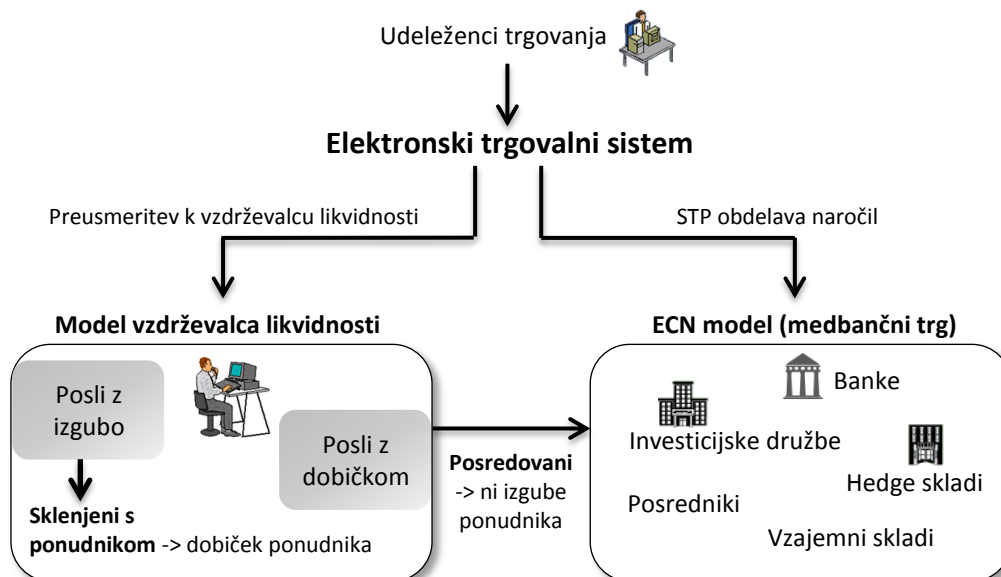 Udeleženci trgovanja
Elektronski trgovalni sistem
Preusmeritev k vzdrževalcu likvidnosti
STP obdelava naročil
Model vzdrževalca likvidnosti
ECN model (medbančni trg)
Posli z
izgubo
Posli z
dobičkom
Sklenjeni s
ponudnikom -> dobiček ponudnika
Posredovani
-> ni izgube
ponudnika
Banke
Investicijske družbe
Hedge skladi
Posredniki
Vzajemni skladi